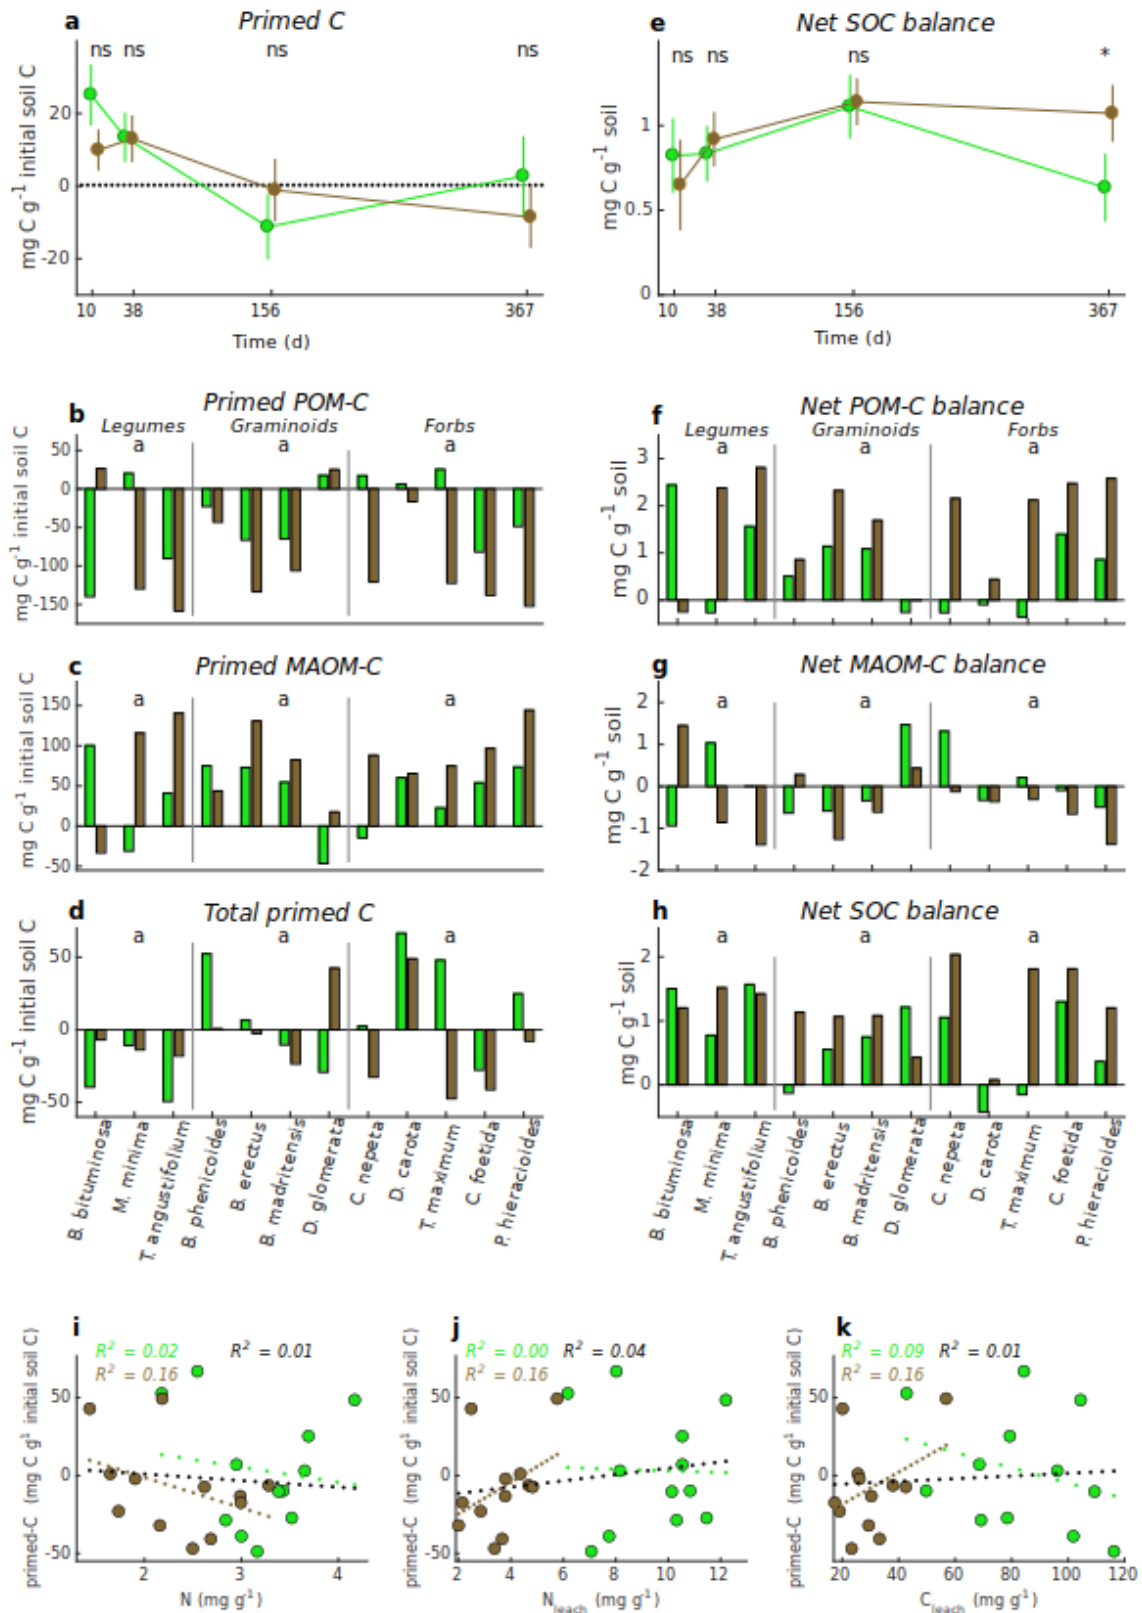 a Primed C
ns ns ns ns
mg C g-1 initial soil C
20
0
-20
10 38 156 367
Time (d)
e Net SOC balance
ns ns ns *
mg C g-1 soil
1
0.5
0
10 38 156 367
Time (d)
b Primed POM-C
Legumes Graminoids Forbs
a a a
mg C g-1 initial soil C
50
0
-50
-100
-150
f Net POM-C balance
Legumes Graminoids Forbs
a a a
mg C g-1 soil
3
2
1
0
c Primed MAOM-C
a a a
mg C g-1 initial soil C
150
100
50
0
-50
g Net MAOM-C balance
a a a
mg C g-1 soil
2
1
0
-1
-2
d Total primed C
a a a
mg C g-1 initial soil C
50
0
-50
B. bituminosa
M. minima
T. angustifolium
B. phenicoides
B. erectus
B. madritensis
D. glomerata
C. nepeta
D. carota
T. maximum
C. foetida
P. hieracioides
h Net SOC balance
a a a
mg C g-1 soil
2
1
0
B. bituminosa
M. minima
T. angustifolium
B. phenicoides
B. erectus
B. madritensis
D. glomerata
C. nepeta
D. carota
T. maximum
C. foetida
P. hieracioides
i
R2 = 0.02 R2 = 0.01
R2 = 0.16
primed-C (mg C g1 initial soil C)
50
0
-50
2 3 4
N (mg g-1)
j
R2 = 0.00 R2 = 0.04
R2 = 0.16
primed-C (mg C g1 initial soil C)
50
0
-50
2 4 6 8 10 12
Nleach (mg g-1)
k
R2 = 0.09 R2 = 0.01
R2 = 0.16
primed-C (mg C g1 initial soil C)
50
0
-50
20 40 60 80 100 120
Cleach (mg g-1)